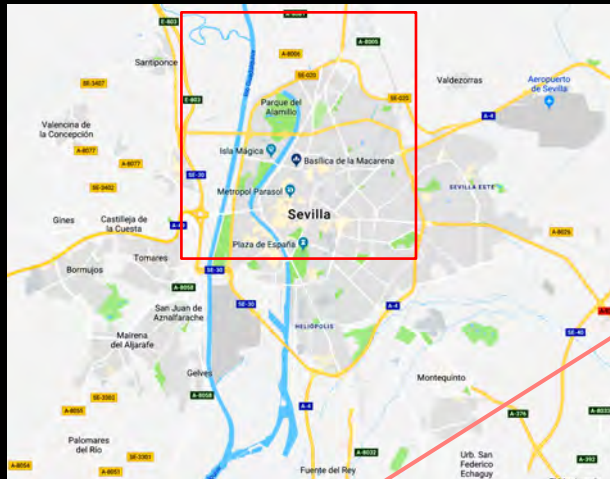 E-803
A-8006
A-8005
Santiponce
SE-020
SE-3407
Valdezorras
Aeropuerto
de Sevilla
E-803
Parque del
Alamillo
SE-020
A-4
Valencina de
la Concepción
A-8077
Isla Mágica
Basílica de la Macarena
A-8077
SE-30
SE-3402
Metropol Parasol
SEVILLA ESTE
Gines
Castilleja de
la Cuesta
Sevilla
A-49
Plaza de España
A-8026
Tomares
Bormujos
SE-30
A-8058
San Juan de
Aznalfarache
SE-30
A-4
HELIÓPOLIS
SE-40
Mairena
del Aljarafe
Gelves
Montequinto
A-8058
A-4
A-376
A-8051
SE-3303
A-8033
Palomares
del Río
A-8032
A-392
Urb. San
Federico
Echaguy
SE-3301
A-8054
A-8051
Fuente del Rey